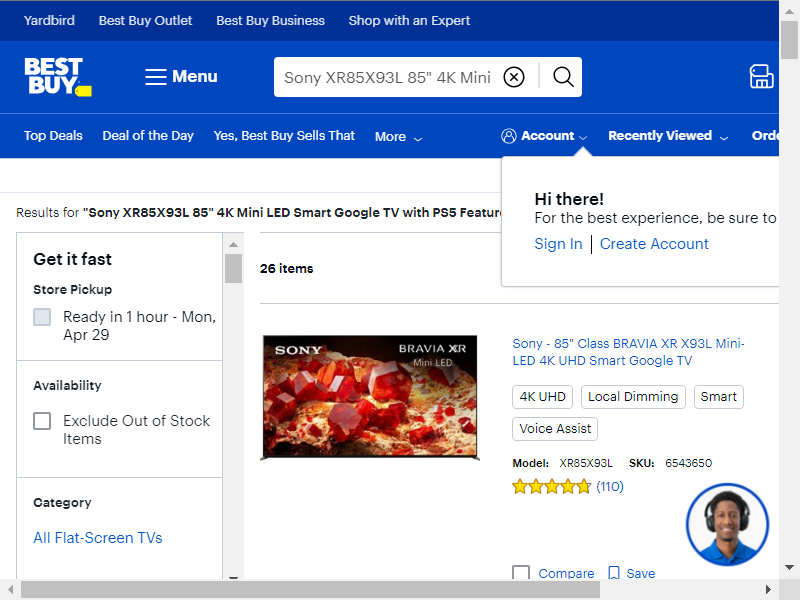 Yardbird Best Buy Outlet Best Buy Business Shop with an Expert
BEST BUY
Menu
Sony XR85X93L 85" 4K Mini
Top Deals Deal of the Day Yes, Best Buy Sells That More Account Recently Viewed Orde
Hi there!
For the best experience, be sure to
Sign In Create Account
Results for "Sony XR85X93L 85" 4K Mini LED Smart Google TV with PS5 Featur
Get it fast
Store Pickup
Ready in 1 hour - Mon,
Apr 29
Availability
Exclude Out of Stock
Items
Category
All Flat-Screen TVs
26 items
SONY BRAVIA XR
Mini LED
Sony - 85" Class BRAVIA XR X93L Mini-
LED 4K UHD Smart Google TV
4K UHD Local Dimming Smart
Voice Assist
Model: XR85X93L SKU: 6543650
(110)
Compare Save